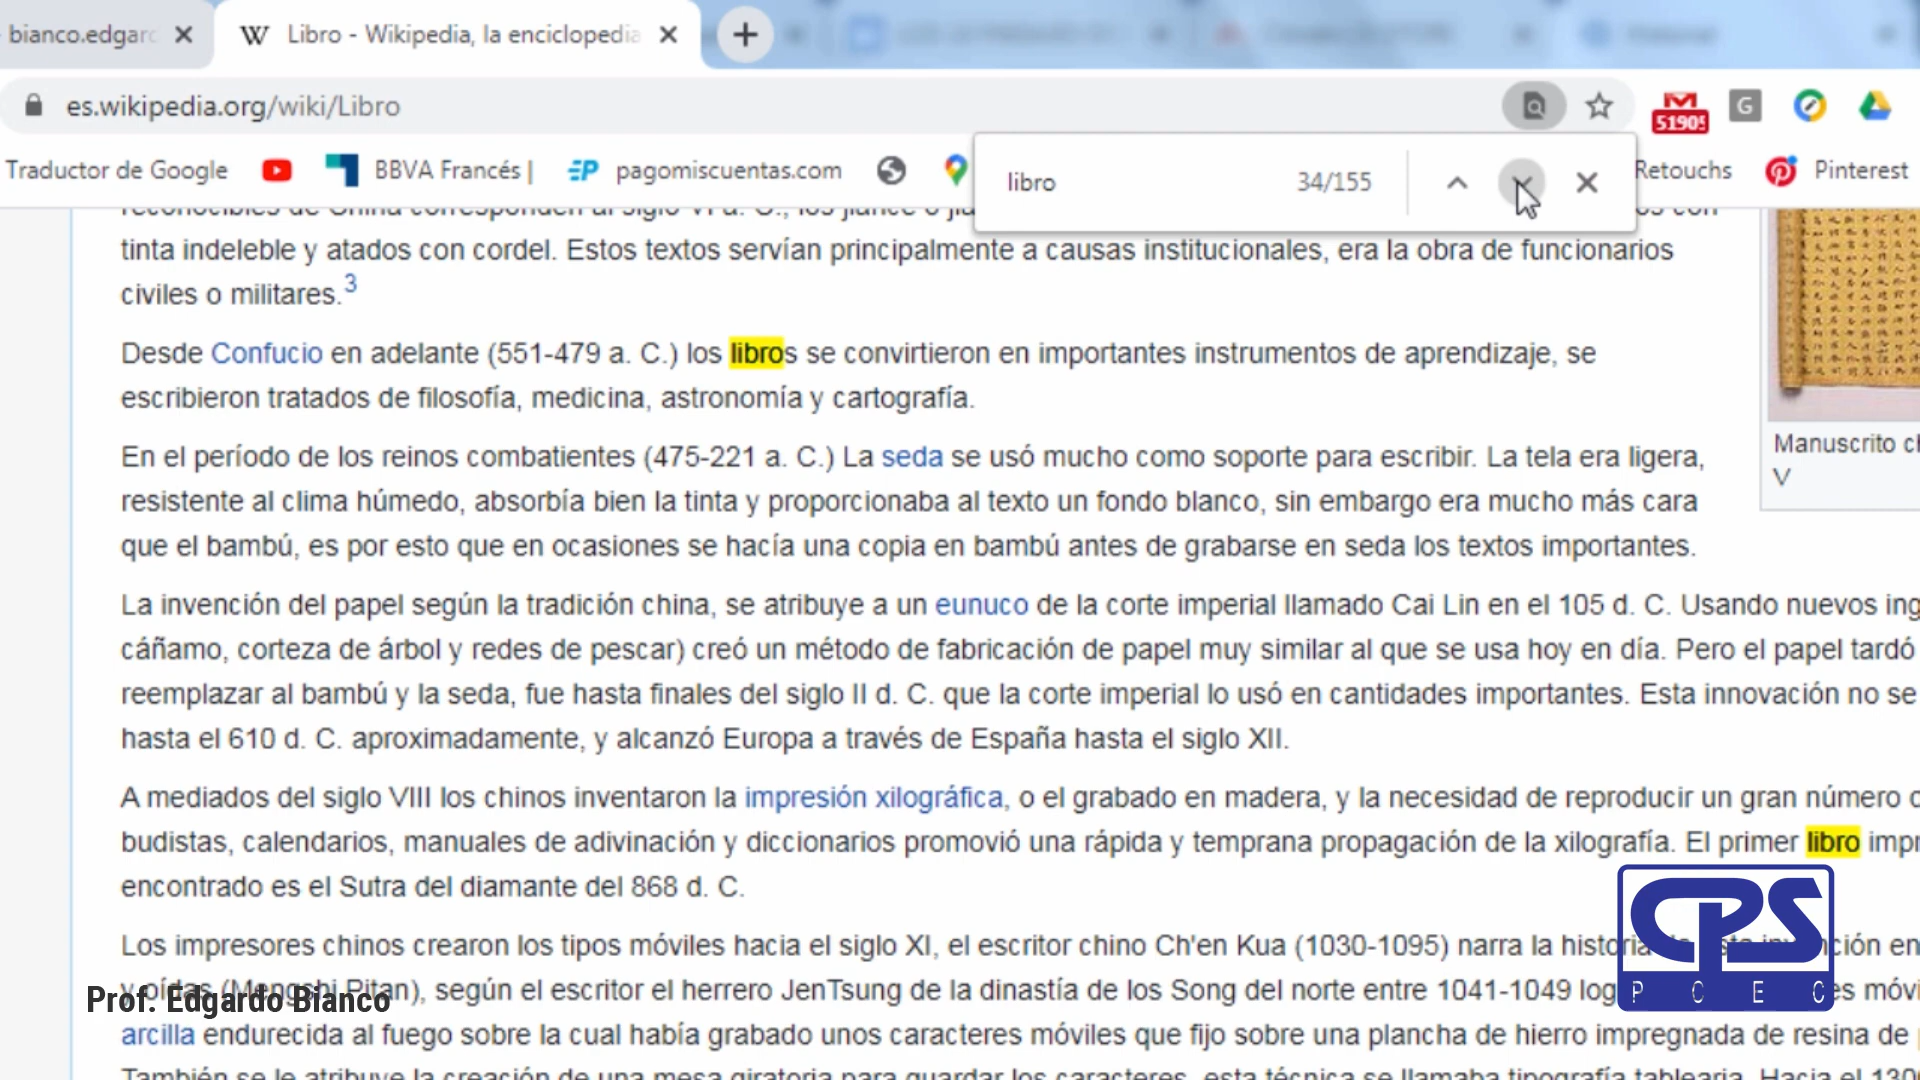 bianco.edgar
Libro - Wikipedia, la enciclopedia
es.wikipedia.org/wiki/Libro
51905
G
Traductor de Google
BBVA Francés |
pagomiscuentas.com
Retouchs
Pinterest
libro
34/155
tinta indeleble y atados con cordel. Estos textos servían principalmente a causas institucionales, era la obra de funcionarios
civiles o militares.3
Desde Confucio en adelante (551-479 a. C.) los libros se convirtieron en importantes instrumentos de aprendizaje, se
escribieron tratados de filosofía, medicina, astronomía y cartografía.
En el período de los reinos combatientes (475-221 a. C.) La seda se usó mucho como soporte para escribir. La tela era ligera,
resistente al clima húmedo, absorbía bien la tinta y proporcionaba al texto un fondo blanco, sin embargo era mucho más cara
que el bambú, es por esto que en ocasiones se hacía una copia en bambú antes de grabarse en seda los textos importantes.
Manuscrito
V
La invención del papel según la tradición china, se atribuye a un eunuco de la corte imperial llamado Cai Lin en el 105 d. C. Usando nuevos ing
cáñamo, corteza de árbol y redes de pescar) creó un método de fabricación de papel muy similar al que se usa hoy en día. Pero el papel tardó
reemplazar al bambú y la seda, fue hasta finales del siglo II d. C. que la corte imperial lo usó en cantidades importantes. Esta innovación no se
hasta el 610 d. C. aproximadamente, y alcanzó Europa a través de España hasta el siglo XII.
A mediados del siglo VIII los chinos inventaron la impresión xilográfica, o el grabado en madera, y la necesidad de reproducir un gran número
budistas, calendarios, manuales de adivinación y diccionarios promovió una rápida y temprana propagación de la xilografía. El primer libro impr
encontrado es el Sutra del diamante del 868 d. C.
Los impresores chinos crearon los tipos móviles hacia el siglo XI, el escritor chino Ch'en Kua (1030-1095) narra la historia de esta invención en
y oídas (Mengshi Pitan), según el escritor el herrero JenTsung de la dinastía de los Song del norte entre 1041-1049 log es móvi
arcilla endurecida al fuego sobre la cual había grabado unos caracteres móviles que fijo sobre una plancha de hierro impregnada de resina de
También se le atribuye la creación de una mesa giratoria para guardar los caracteres, esta técnica se llamaba tipografía tablearia. Hacia el 130
Prof. Edgardo Bianco
CPS
PCEC